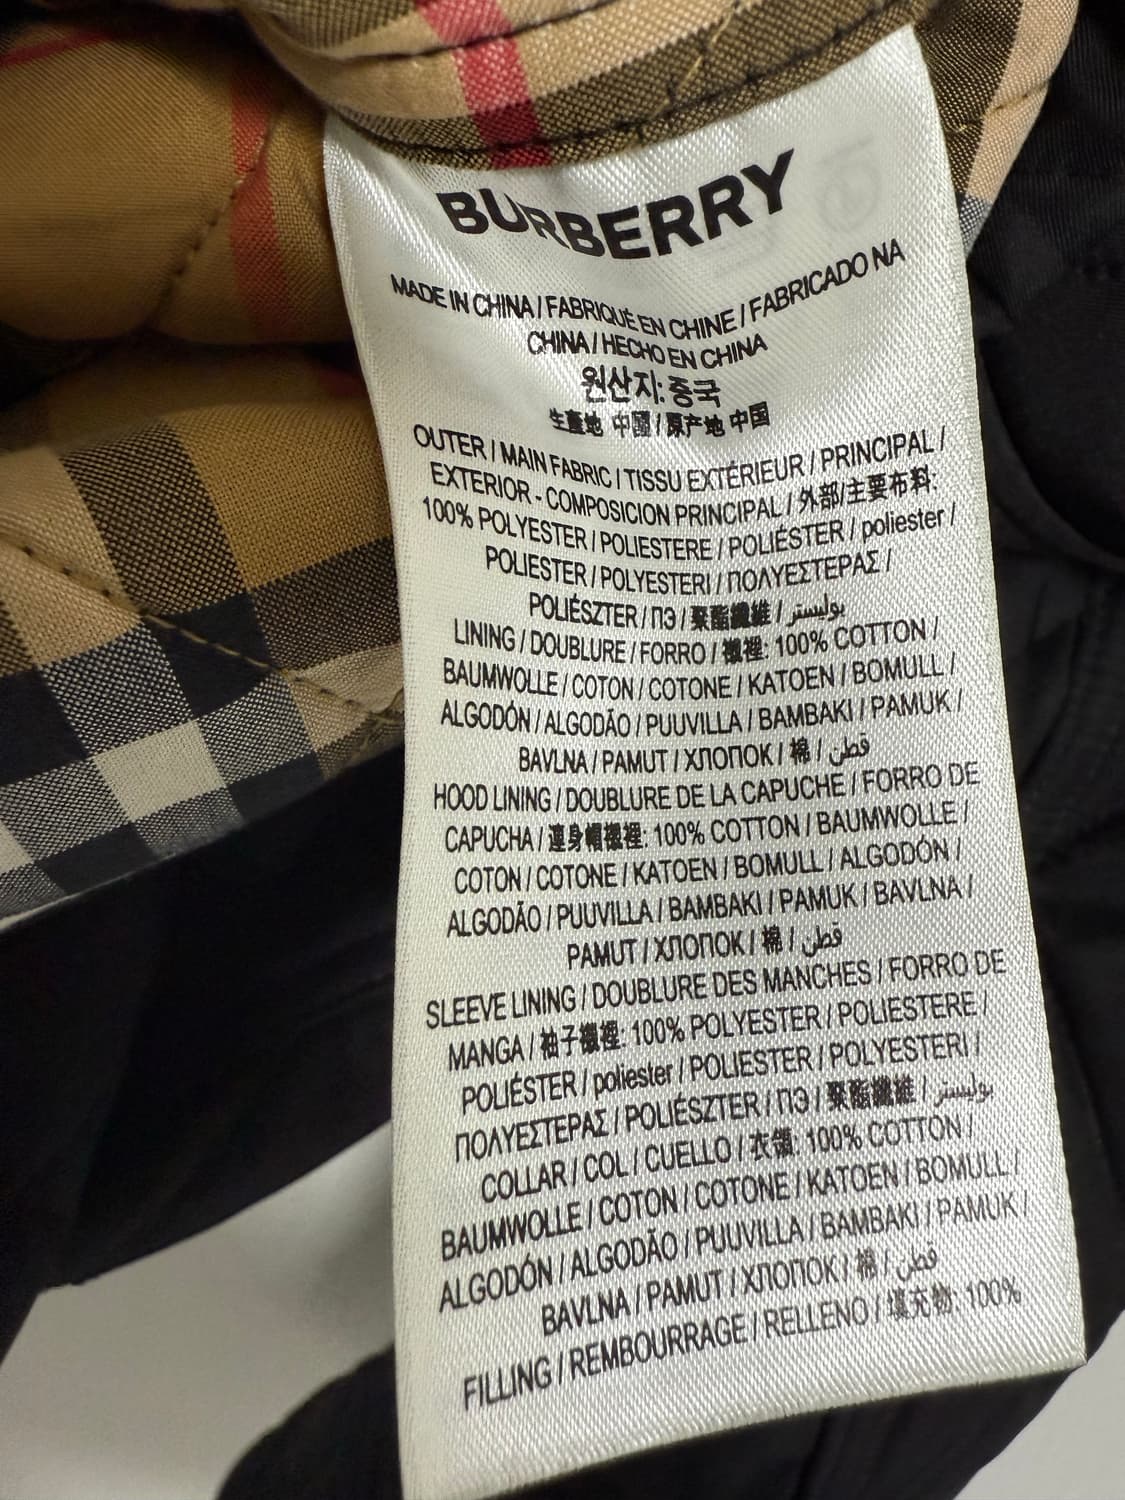 BURBERRY
MADE IN CHINA / FABRIQUÉ EN CHINE / FABRICADO NA
CHINA / HECHO EN CHINA
원산지: 중국
生產地 中國 / 原产地 中国
OUTER / MAIN FABRIC / TISSU EXTÉRIEUR / PRINCIPAL /
EXTERIOR - COMPOSICION PRINCIPAL / 外部/主要布料:
100% POLYESTER / POLIESTERE / POLIÉSTER / poliester /
POLIESTER / POLYESTERI / ΠΟΛΥΕΣΤΕΡΑΣ /
POLIÉSZTER / ПЭ / 聚酯纖維 / بوليستر
LINING / DOUBLURE / FORRO / 襯裡: 100% COTTON /
BAUMWOLLE / COTON / COTONE / KATOEN / BOMULL /
ALGODÓN / ALGODÃO / PUUVILLA / BAMBAKI / PAMUK /
BAVLNA / PAMUT / ХЛОПОК / 棉 / قطن
HOOD LINING / DOUBLURE DE LA CAPUCHE / FORRO DE
CAPUCHA / 連身帽襯裡: 100% COTTON / BAUMWOLLE /
COTON / COTONE / KATOEN / BOMULL / ALGODÓN /
ALGODÃO / PUUVILLA / BAMBAKI / PAMUK / BAVLNA /
PAMUT / ХЛОПОК / 棉 / قطن
SLEEVE LINING / DOUBLURE DES MANCHES / FORRO DE
MANGA / 袖子襯裡: 100% POLYESTER / POLIESTERE /
POLIÉSTER / poliester / POLIESTER / POLYESTERI /
ΠΟΛΥΕΣΤΕΡΑΣ / POLIÉSZTER / ПЭ / 聚酯纖維 / بوليستر
COLLAR / COL / CUELLO / 衣領: 100% COTTON /
BAUMWOLLE / COTON / COTONE / KATOEN / BOMULL /
ALGODÓN / ALGODÃO / PUUVILLA / BAMBAKI / PAMUK /
BAVLNA / PAMUT / ХЛОПОК / 棉 / قطن
FILLING / REMBOURRAGE / RELLENO / 填充物: 100%